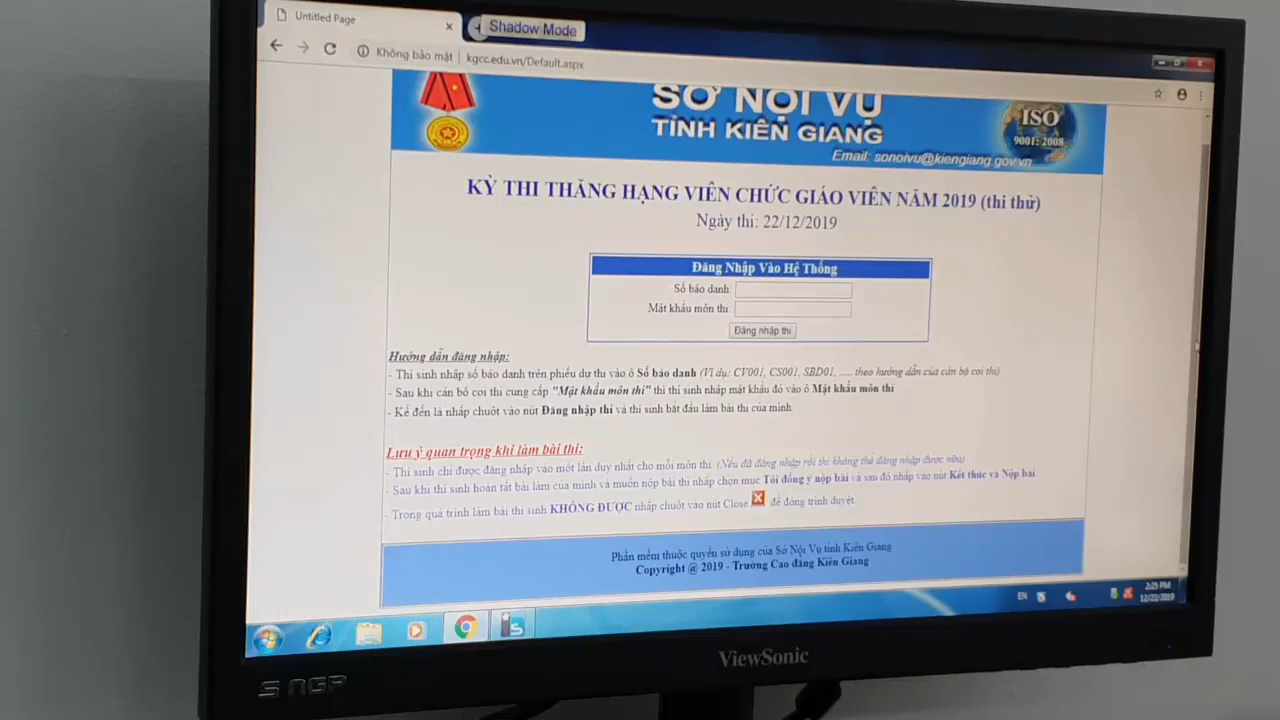 Untitled Page
Shadow Mode
Không bảo mật | kgcc.edu.vn/Default.aspx
SỞ NỘI VỤ
TỈNH KIÊN GIANG
Email: sonoivu@kiengiang.gov.vn
ISO
9001:2008
KỲ THI THĂNG HẠNG VIÊN CHỨC GIÁO VIÊN NĂM 2019 (thi thử)
Ngày thi: 22/12/2019
Đăng Nhập Vào Hệ Thống
Số báo danh:
Mật khẩu môn thi:
Đăng nhập thi
Hướng dẫn đăng nhập:
- Thí sinh nhập số báo danh trên phiếu dự thi vào ô Số báo danh (Ví dụ: CV001, CS001, SBD01, ..... theo hướng dẫn của cán bộ coi thi)
- Sau khi cán bộ coi thi cung cấp "Mật khẩu môn thi" thì thí sinh nhập mật khẩu đó vào ô Mật khẩu môn thi
- Kế đến là nhấp chuột vào nút Đăng nhập thi và thí sinh bắt đầu làm bài thi của mình.
Lưu ý quan trọng khi làm bài thi:
- Thí sinh chỉ được đăng nhập vào một lần duy nhất cho mỗi môn thi. (Nếu đã đăng nhập rồi thì không thể đăng nhập được nữa)
- Sau khi thí sinh hoàn tất bài làm của mình và muốn nộp bài thì nhấp chọn mục Tôi đồng ý nộp bài và sau đó nhấp vào nút Kết thúc và Nộp bài
- Trong quá trình làm bài thí sinh KHÔNG ĐƯỢC nhấp chuột vào nút Close để đóng trình duyệt.
Phần mềm thuộc quyền sử dụng của Sở Nội Vụ tỉnh Kiên Giang
Copyright @ 2019 - Trường Cao đẳng Kiên Giang
EN
2:25 PM
12/22/2019
ViewSonic
SINGPC